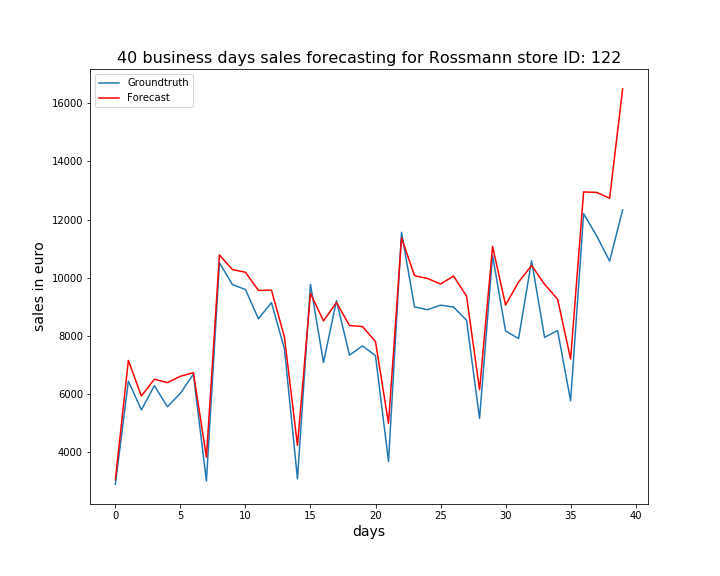 40 business days sales forecasting for Rossmann store ID: 122
Groundtruth
Forecast
16000
14000
12000
10000
8000
6000
4000
sales in euro
0 5 10 15 20 25 30 35 40
days